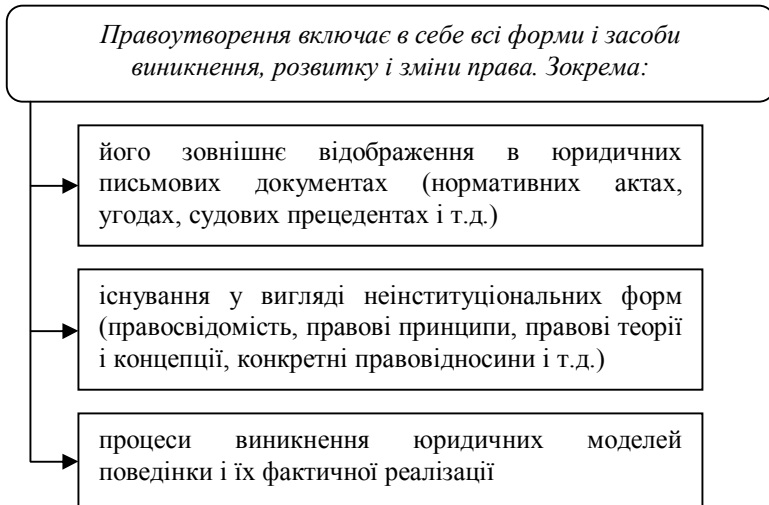 Правоутворення включає в себе всі форми і засоби
виникнення, розвитку і зміни права. Зокрема:
його зовнішнє відображення в юридичних
письмових документах (нормативних актах,
угодах, судових прецедентах і т.д.)
існування у вигляді неінституціональних форм
(правосвідомість, правові принципи, правові теорії
і концепції, конкретні правовідносини і т.д.)
процеси виникнення юридичних моделей
поведінки і їх фактичної реалізації